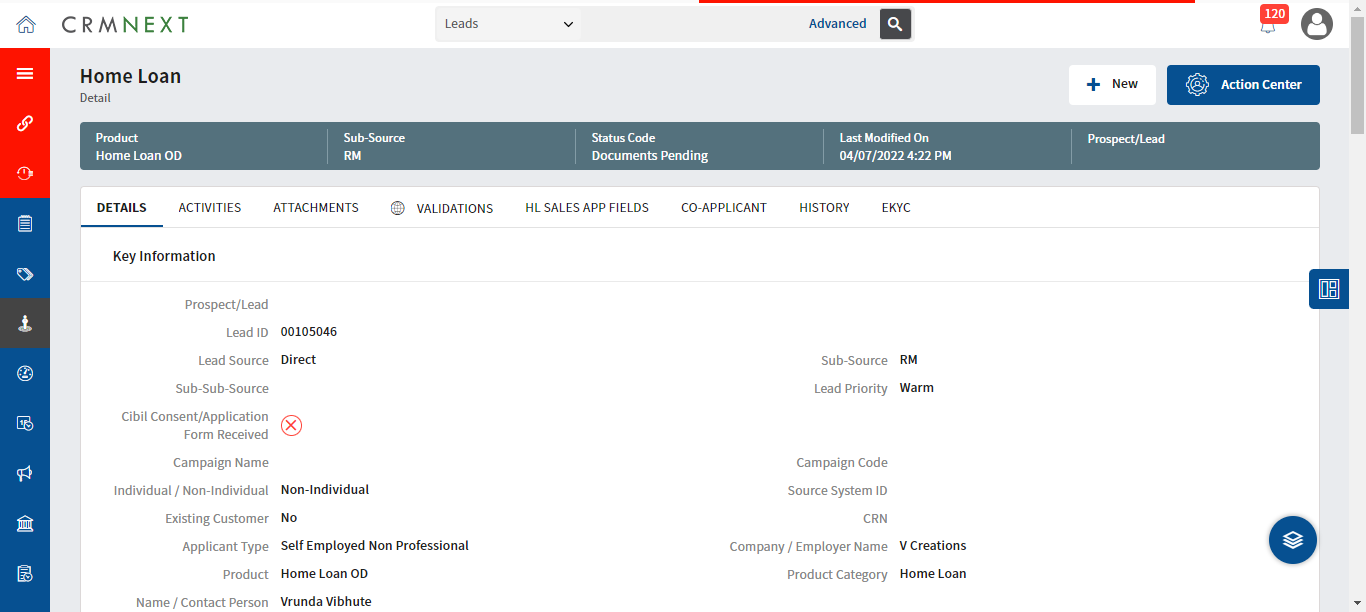 CRMNEXT
Leads
Advanced
120
Home Loan
Detail
New
Action Center
Product
Home Loan OD
Sub-Source
RM
Status Code
Documents Pending
Last Modified On
04/07/2022 4:22 PM
Prospect/Lead
DETAILS ACTIVITIES ATTACHMENTS VALIDATIONS HL SALES APP FIELDS CO-APPLICANT HISTORY EKYC
Key Information
Prospect/Lead
Lead ID 00105046
Lead Source Direct Sub-Source RM
Sub-Sub-Source Lead Priority Warm
Cibil Consent/Application
Form Received
Campaign Name Campaign Code
Individual / Non-Individual Non-Individual Source System ID
Existing Customer No CRN
Applicant Type Self Employed Non Professional Company / Employer Name V Creations
Product Home Loan OD Product Category Home Loan
Name / Contact Person Vrunda Vibhute